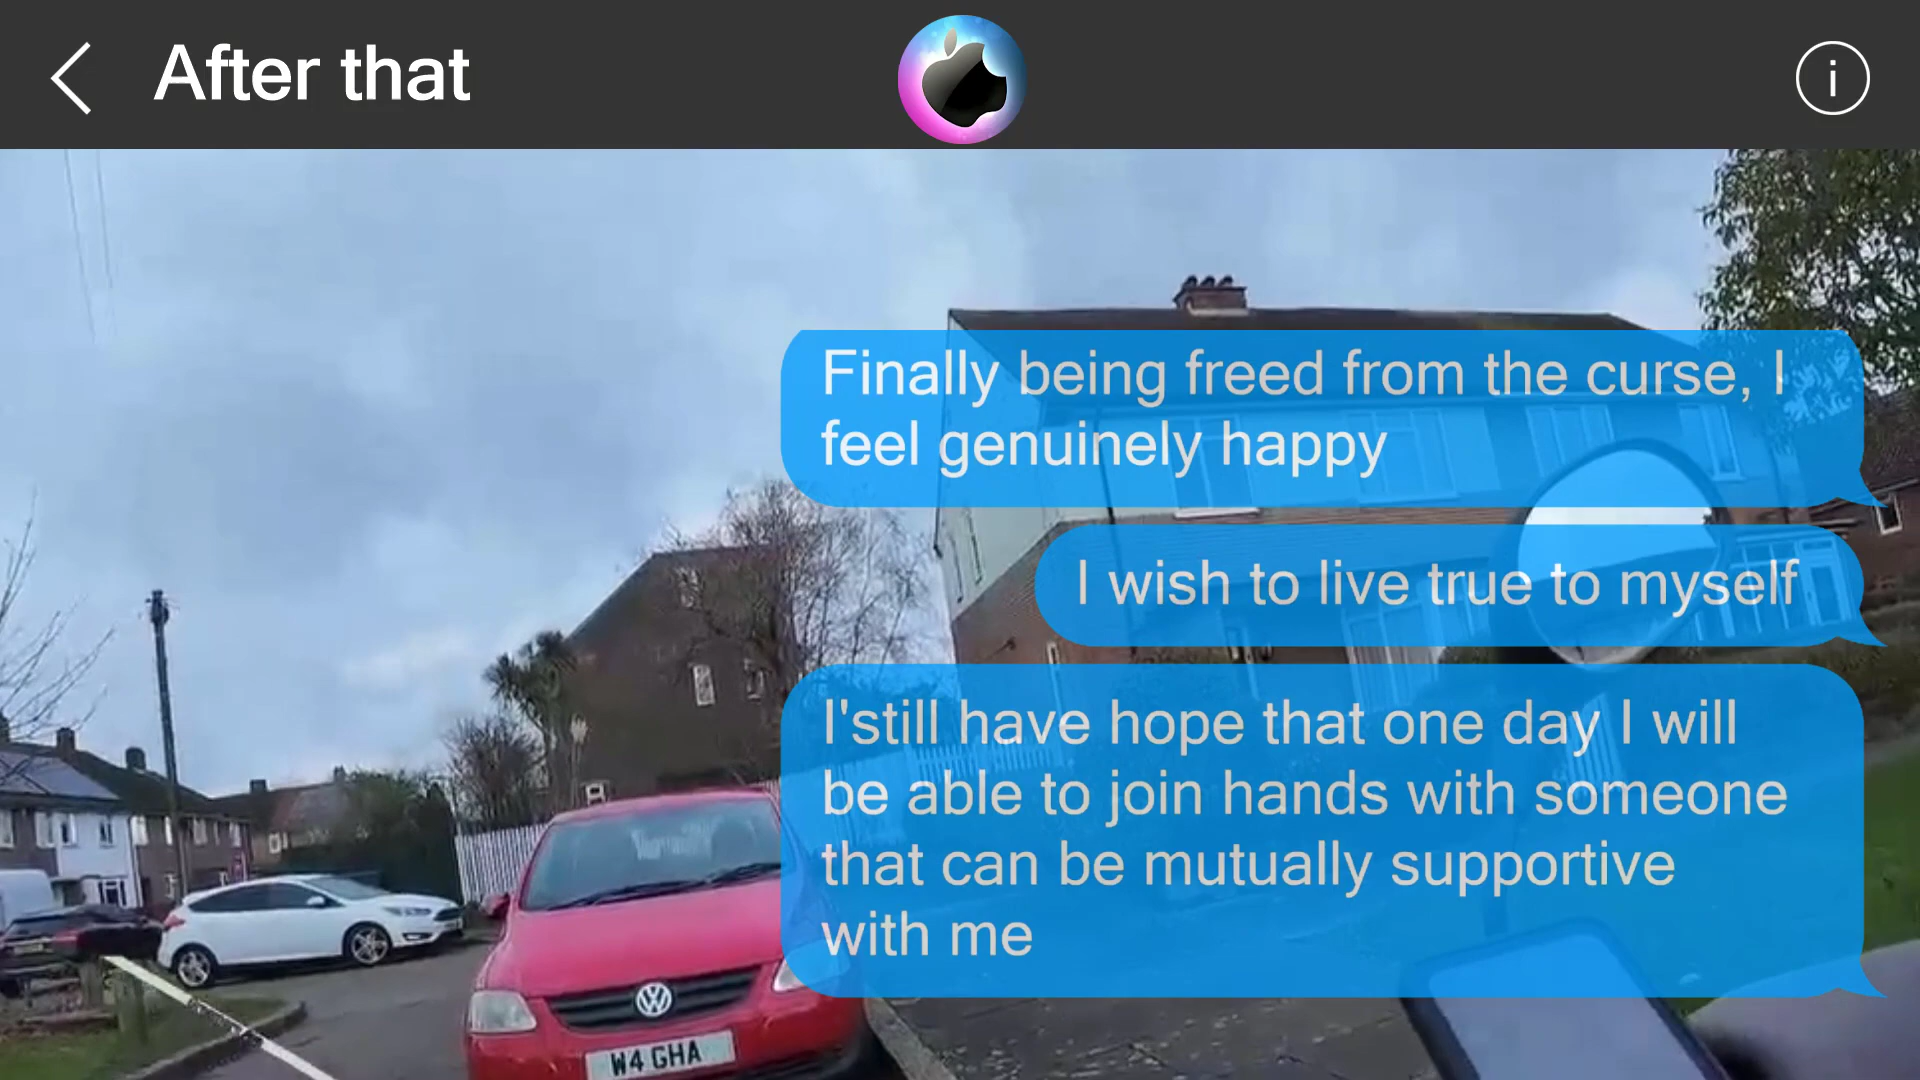 After that
Finally being freed from the curse, I
feel genuinely happy
I wish to live true to myself
I'still have hope that one day I will
be able to join hands with someone
that can be mutually supportive
with me
W4 GHA